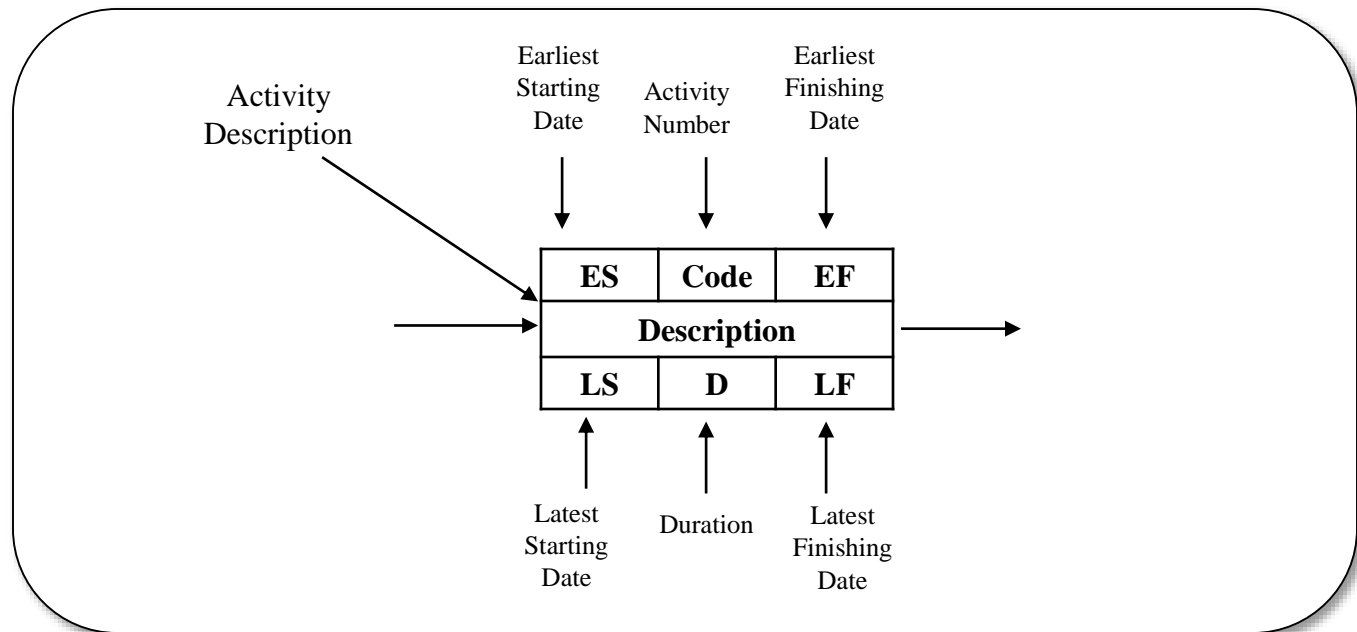 Earliest
Starting
Date
Activity
Number
Earliest
Finishing
Date
Activity
Description
ES Code EF
Description
LS D LF
Latest
Starting
Date
Duration
Latest
Finishing
Date